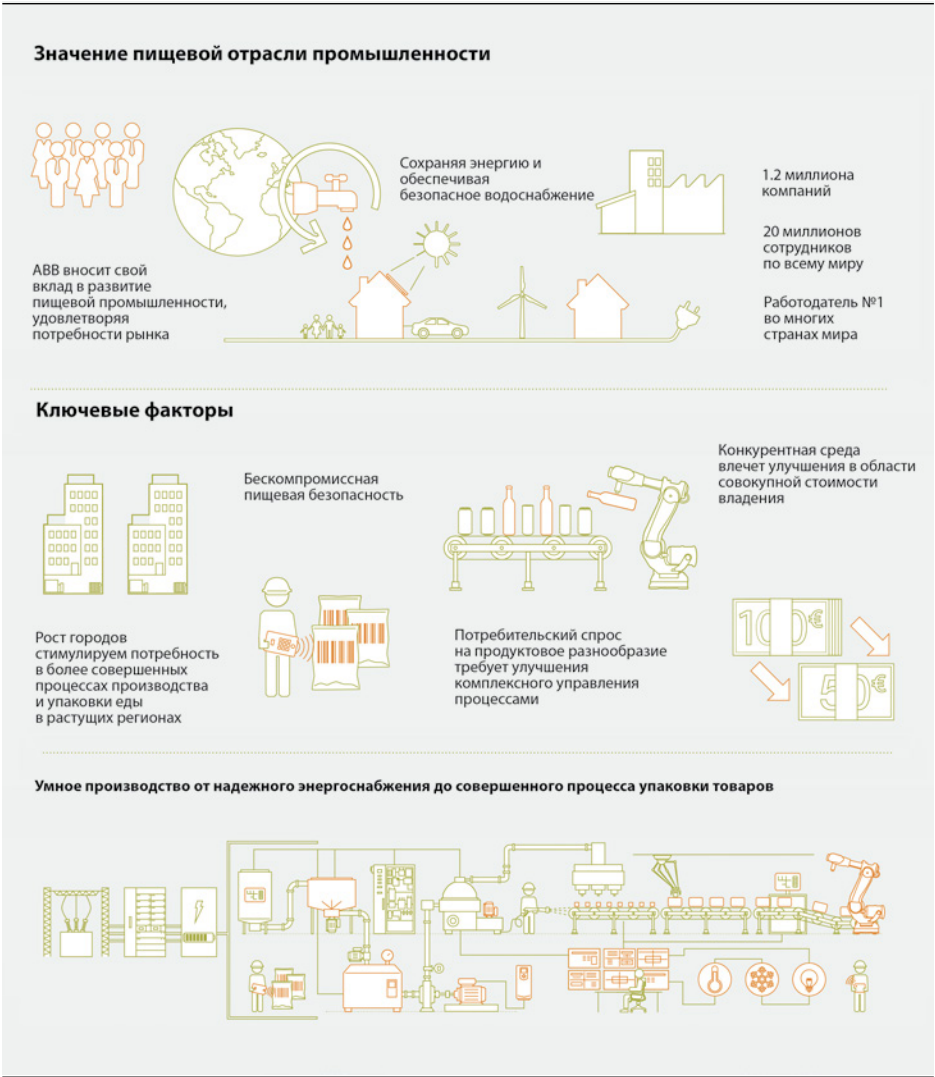 Значение пищевой отрасли промышленности
АВВ вносит свой
вклад в развитие
пищевой промышленности,
удовлетворяя
потребности рынка
Сохраняя энергию и
обеспечивая
безопасное водоснабжение
1.2 миллиона
компаний
20 миллионов
сотрудников
по всему миру
Работодатель №1
во многих
странах мира
Ключевые факторы
Рост городов
стимулируем потребность
в более совершенных
процессах производства
и упаковки еды
в растущих регионах
Бескомпромиссная
пищевая безопасность
Потребительский спрос
на продуктовое разнообразие
требует улучшения
комплексного управления
процессами
Конкурентная среда
влечет улучшения в области
совокупной стоимости
владения
100
50
Умное производство от надежного энергоснабжения до совершенного процесса упаковки товаров